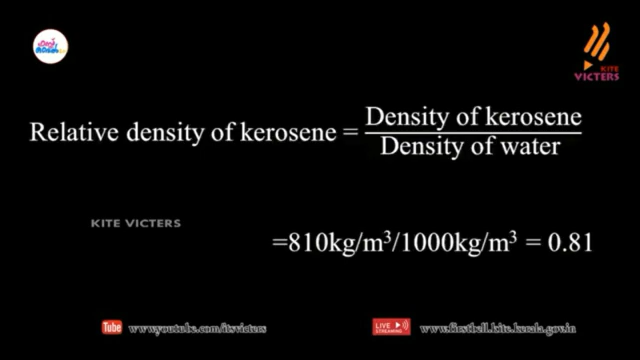 KITE
VICTERS
Relative density of kerosene = Density of kerosene
Density of water
KITE VICTERS
=810kg/m³/1000kg/m³ = 0.81
You Tube www.youtube.com/itsvicters
LIVE STREAMING www.firstbell.kite.kerala.gov.in